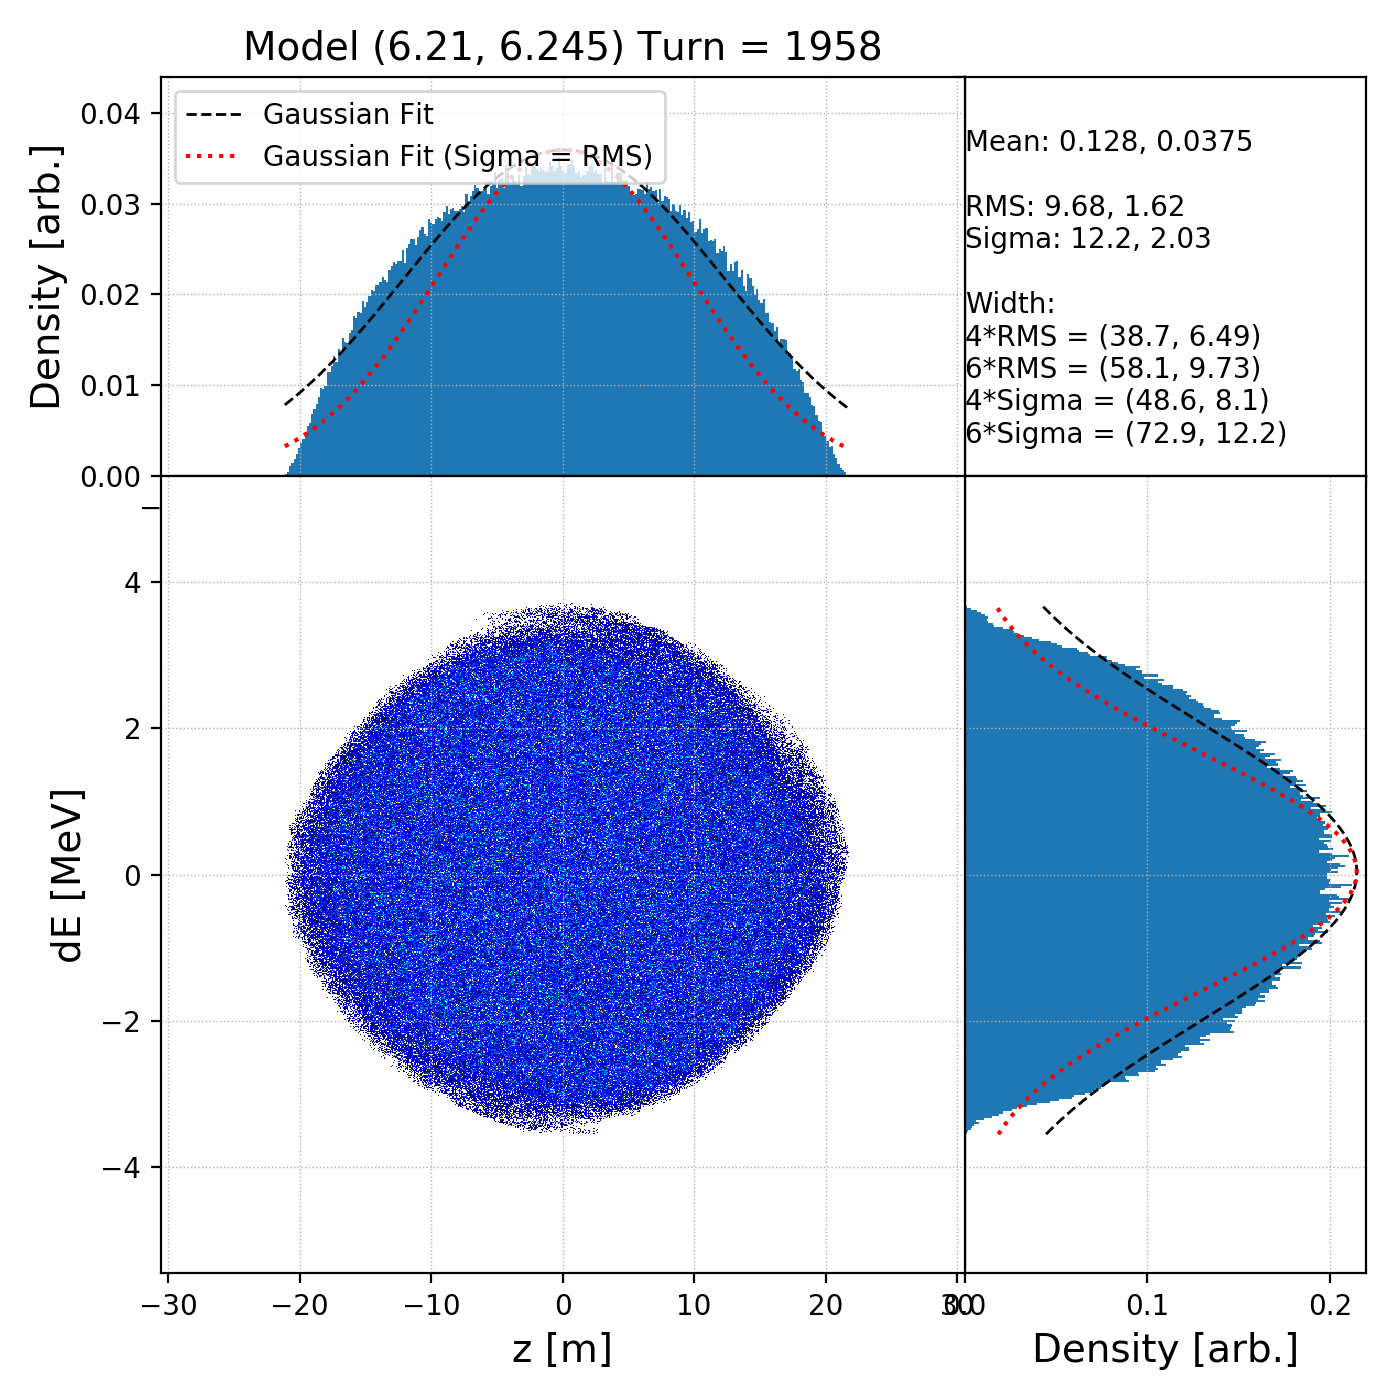 Model (6.21, 6.245) Turn = 1958
Gaussian Fit
Gaussian Fit (Sigma = RMS)
Density [arb.]
0.04
0.03
0.02
0.01
0.00
Mean: 0.128, 0.0375
RMS: 9.68, 1.62
Sigma: 12.2, 2.03
Width:
4*RMS = (38.7, 6.49)
6*RMS = (58.1, 9.73)
4*Sigma = (48.6, 8.1)
6*Sigma = (72.9, 12.2)
dE [MeV]
4
2
0
−2
−4
−30 −20 −10 0 10 20 30
z [m]
0.0 0.1 0.2
Density [arb.]